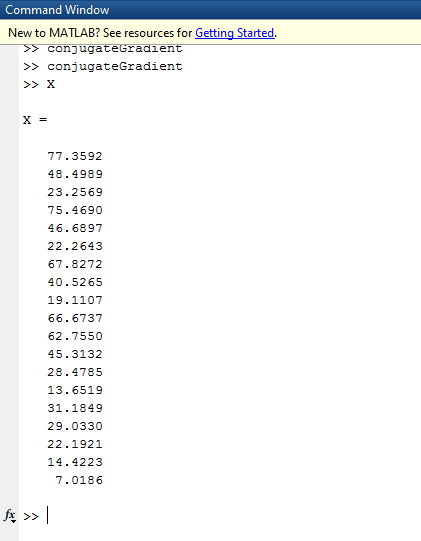 Command Window
New to MATLAB? See resources for Getting Started.
>> conjugateGradient
>> conjugateGradient
>> X
X =
77.3592
48.4989
23.2569
75.4690
46.6897
22.2643
67.8272
40.5265
19.1107
66.6737
62.7550
45.3132
28.4785
13.6519
31.1849
29.0330
22.1921
14.4223
7.0186
fx >>